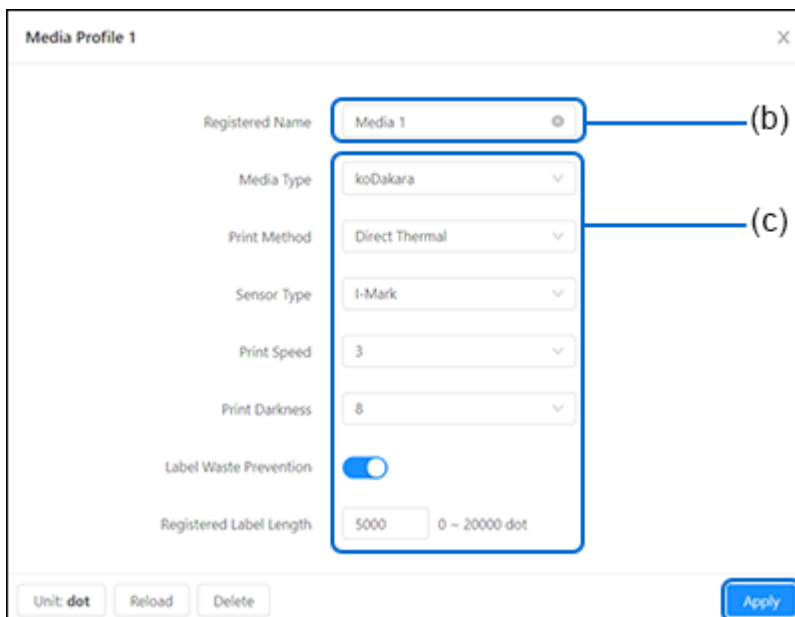 Media Profile 1
Registered Name Media 1 (b)
Media Type koDakara
Print Method Direct Thermal (c)
Sensor Type I-Mark
Print Speed 3
Print Darkness 8
Label Waste Prevention
Registered Label Length 5000 0 ~ 20000 dot
Unit: dot Reload Delete Apply